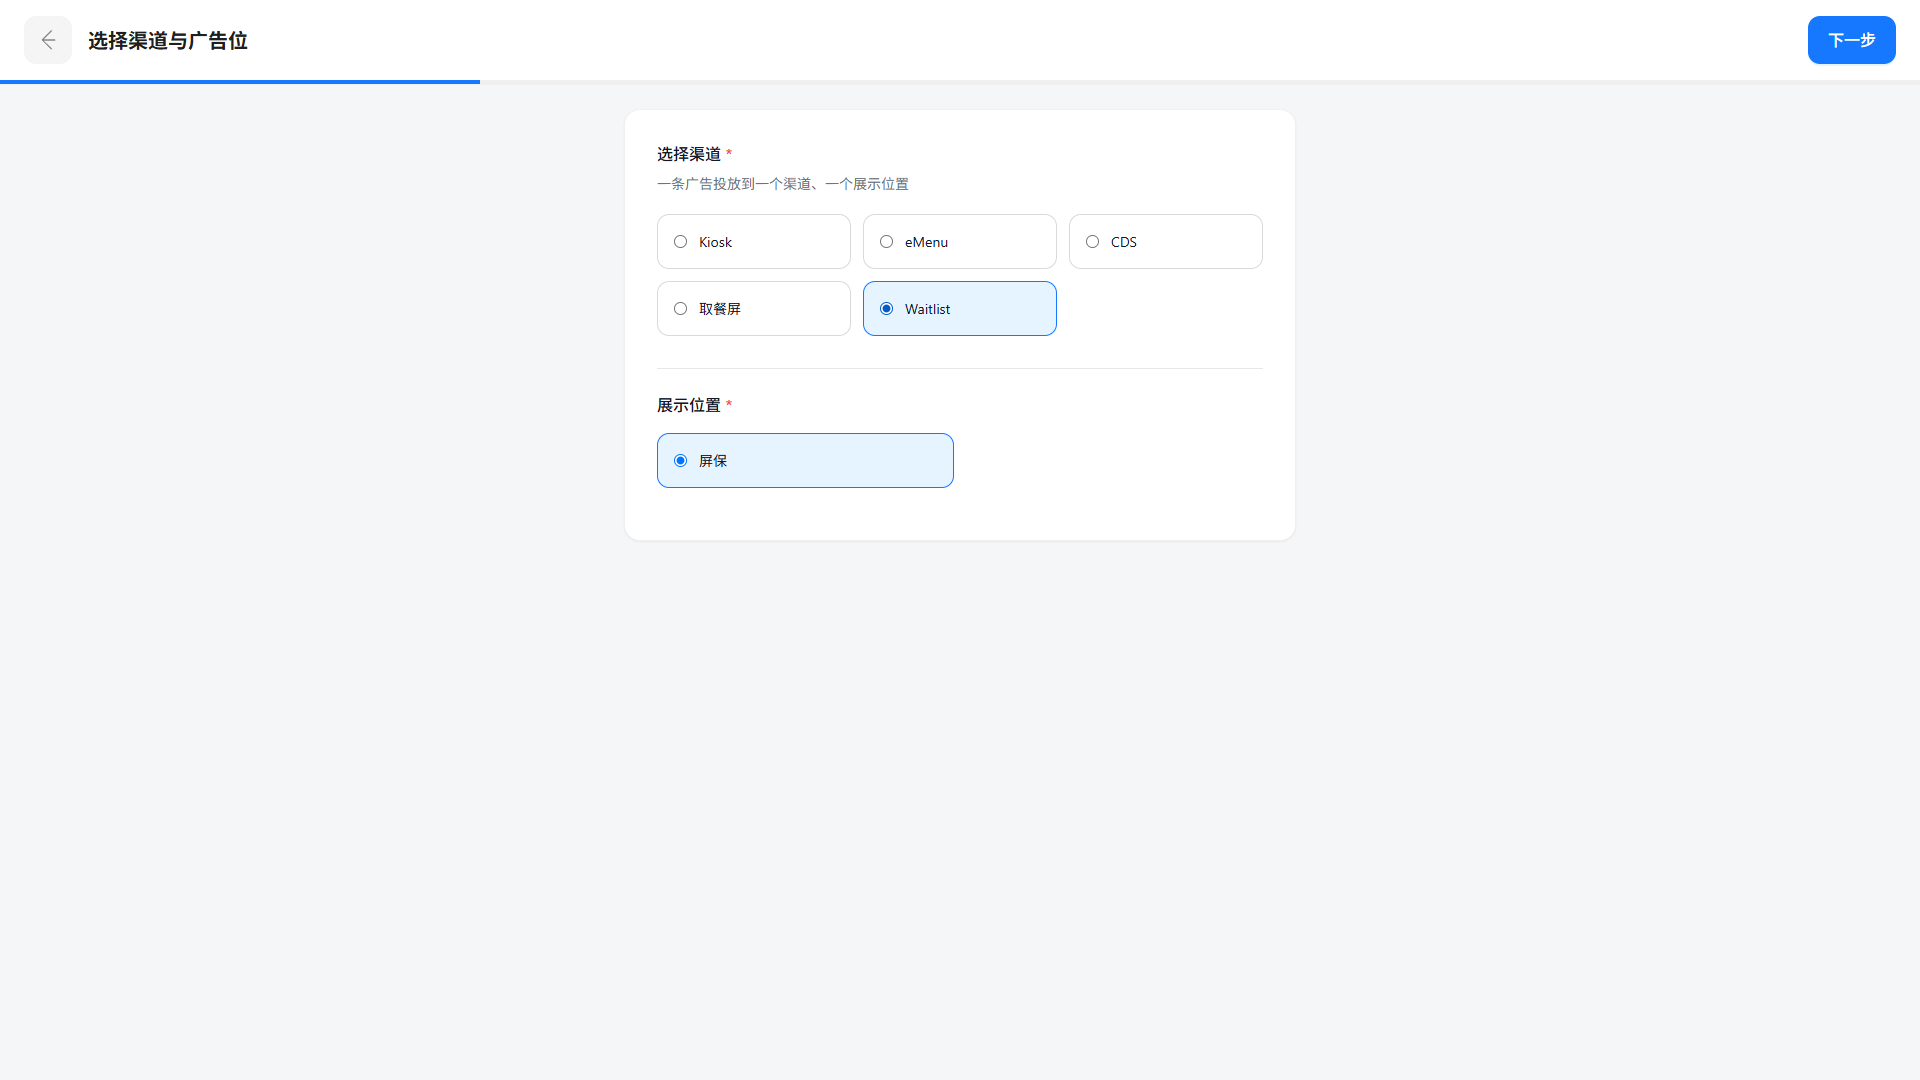 选择渠道与广告位
下一步
选择渠道 *
一条广告投放到一个渠道、一个展示位置
Kiosk
eMenu
CDS
取餐屏
Waitlist
展示位置 *
屏保